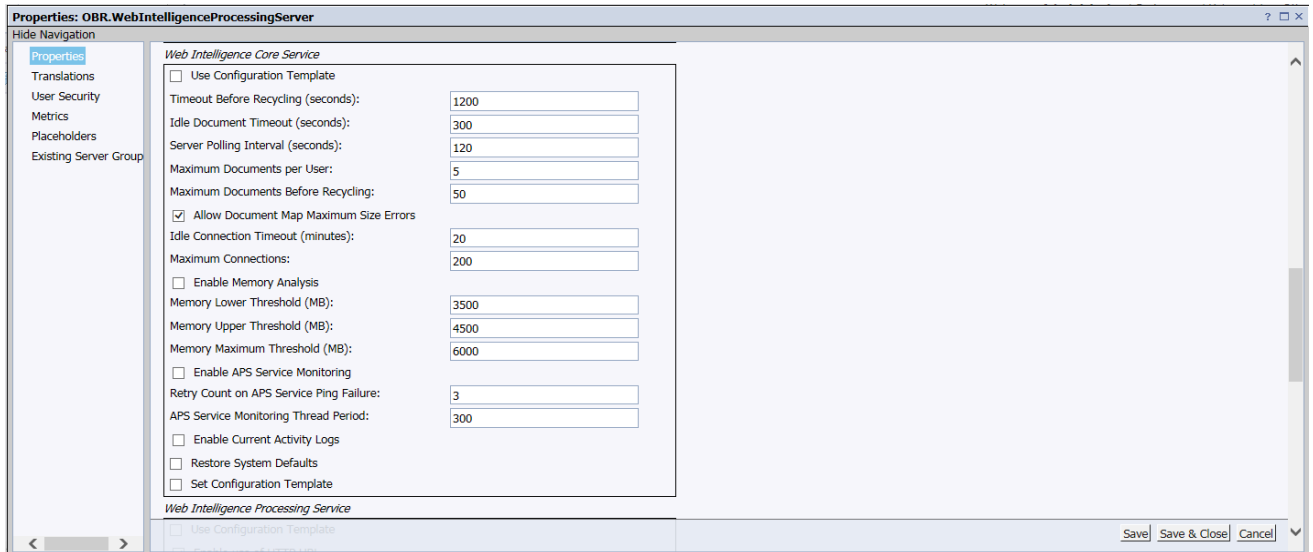 Properties: OBR.WebIntelligenceProcessingServer
Hide Navigation
Properties
Translations
User Security
Metrics
Placeholders
Existing Server Group
Web Intelligence Core Service
Use Configuration Template
Timeout Before Recycling (seconds): 1200
Idle Document Timeout (seconds): 300
Server Polling Interval (seconds): 120
Maximum Documents per User: 5
Maximum Documents Before Recycling: 50
Allow Document Map Maximum Size Errors
Idle Connection Timeout (minutes): 20
Maximum Connections: 200
Enable Memory Analysis
Memory Lower Threshold (MB): 3500
Memory Upper Threshold (MB): 4500
Memory Maximum Threshold (MB): 6000
Enable APS Service Monitoring
Retry Count on APS Service Ping Failure: 3
APS Service Monitoring Thread Period: 300
Enable Current Activity Logs
Restore System Defaults
Set Configuration Template
Web Intelligence Processing Service
Use Configuration Template
Save Save & Close Cancel